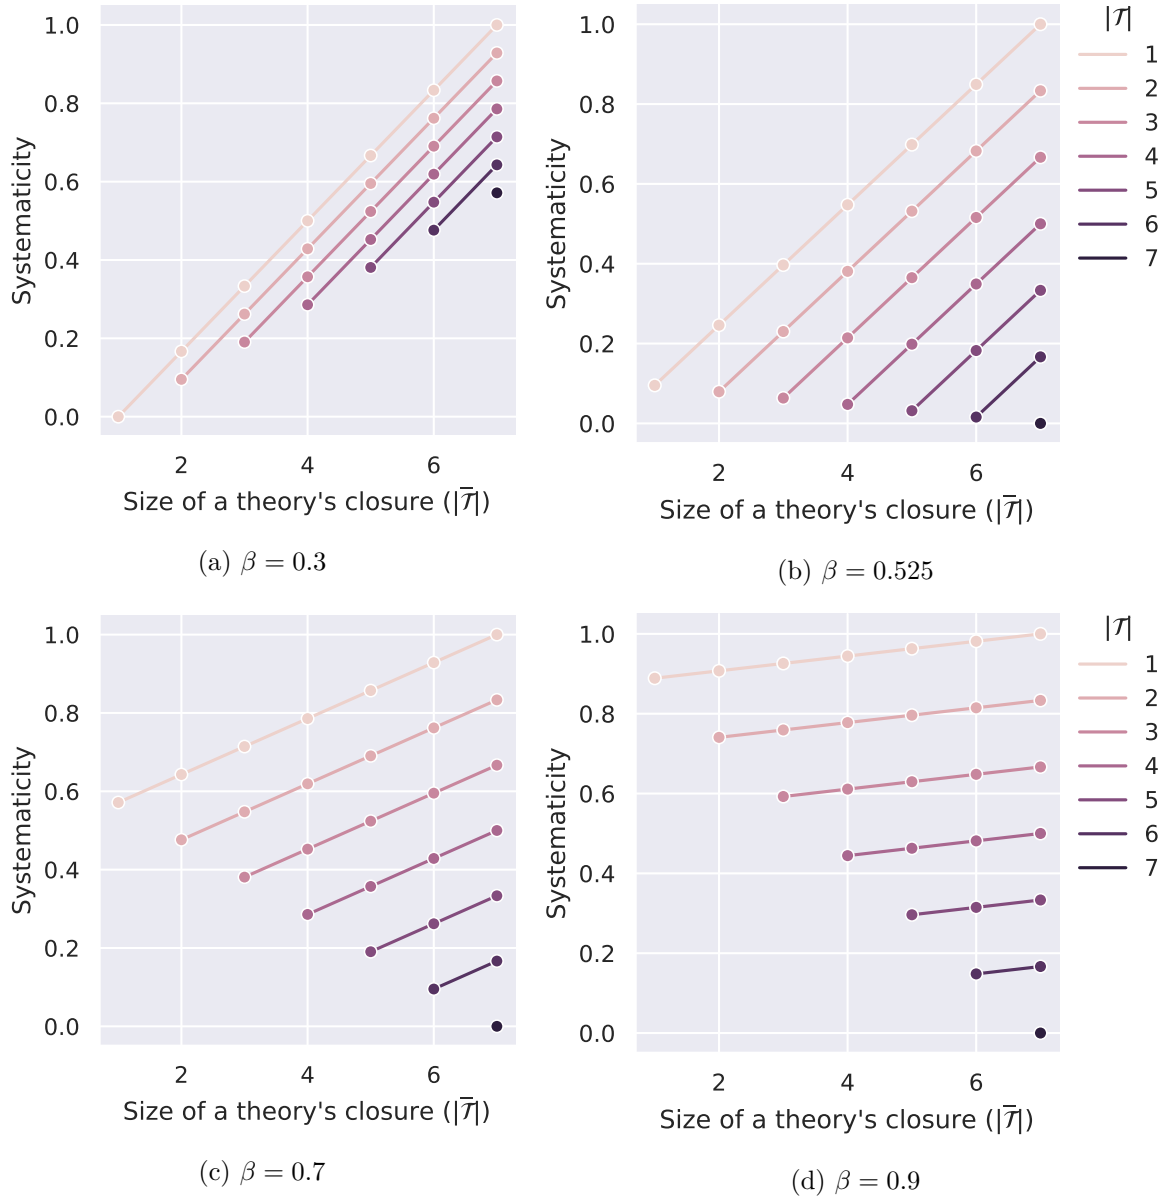 1.0
0.8
0.6
0.4
0.2
0.0
Systematicity
2 4 6
Size of a theory's closure (|𝒯̅|)
(a) β = 0.3
1.0
0.8
0.6
0.4
0.2
0.0
Systematicity
2 4 6
Size of a theory's closure (|𝒯̅|)
(b) β = 0.525
|𝒯|
1
2
3
4
5
6
7
1.0
0.8
0.6
0.4
0.2
0.0
Systematicity
2 4 6
Size of a theory's closure (|𝒯̅|)
(c) β = 0.7
1.0
0.8
0.6
0.4
0.2
0.0
Systematicity
2 4 6
Size of a theory's closure (|𝒯̅|)
(d) β = 0.9
|𝒯|
1
2
3
4
5
6
7